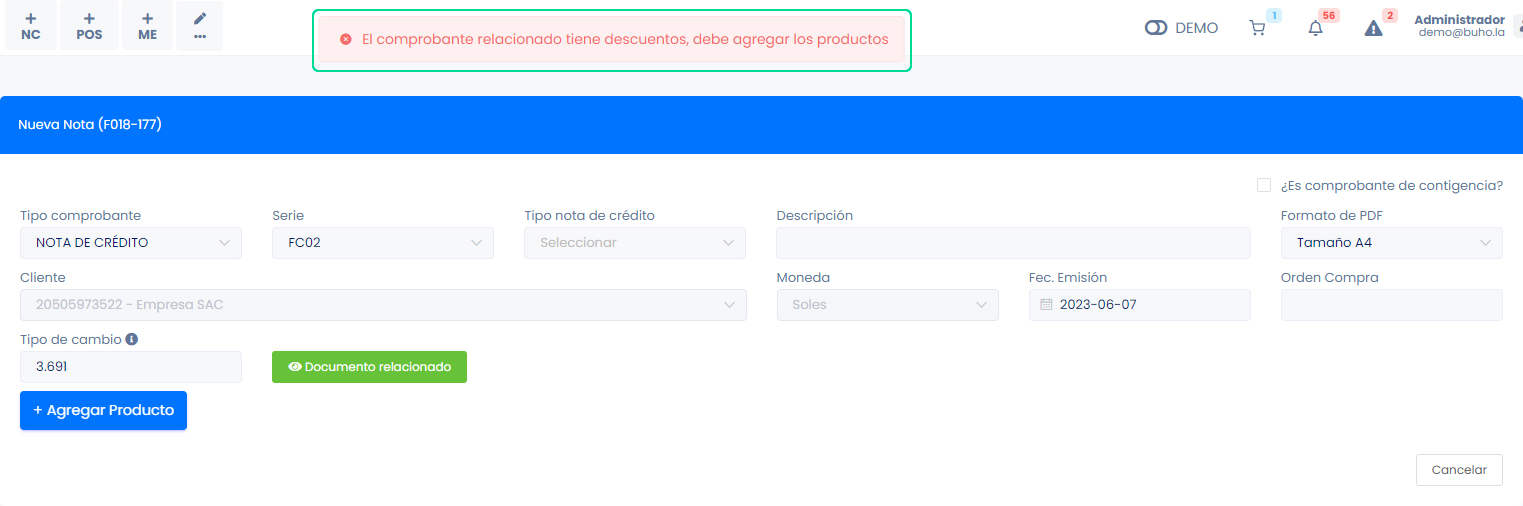 + NC
+ POS
+ ME
...
El comprobante relacionado tiene descuentos, debe agregar los productos
DEMO
1
56
2
Administrador
demo@buho.la
Nueva Nota (F018-177)
¿Es comprobante de contigencia?
Tipo comprobante
NOTA DE CRÉDITO
Serie
FC02
Tipo nota de crédito
Seleccionar
Descripción
Formato de PDF
Tamaño A4
Cliente
20505973522 - Empresa SAC
Moneda
Soles
Fec. Emisión
2023-06-07
Orden Compra
Tipo de cambio
3.691
Documento relacionado
+ Agregar Producto
Cancelar